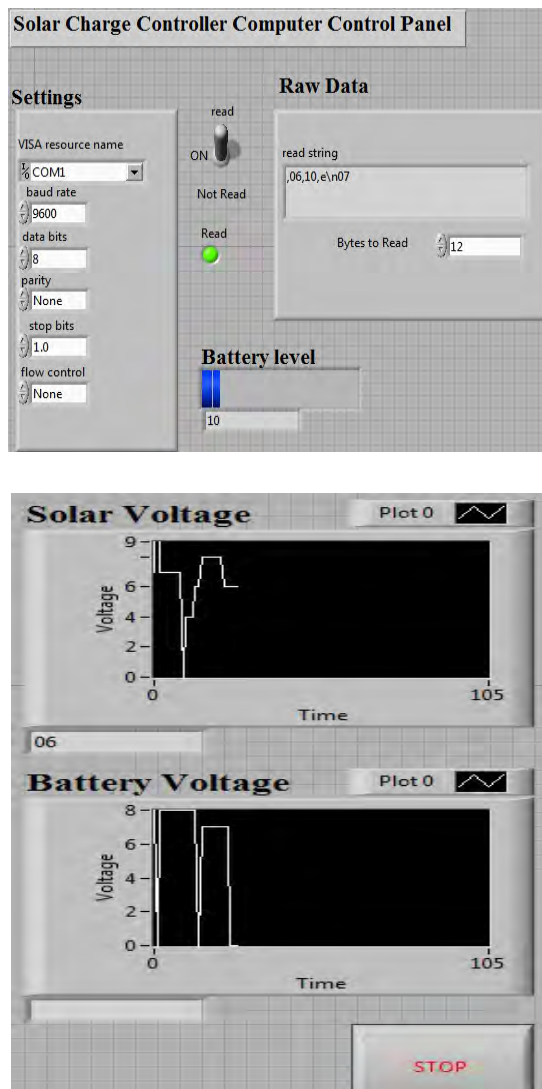 Solar Charge Controller Computer Control Panel
Settings
VISA resource name
COM1
baud rate
9600
data bits
8
parity
None
stop bits
1.0
flow control
None
read
ON
Not Read
Read
Raw Data
read string
,06,10,e\n07
Bytes to Read
12
Battery level
10
Solar Voltage
Plot 0
Voltage
9
6
4
2
0
0
105
Time
06
Battery Voltage
Plot 0
Voltage
8
6
4
2
0
0
105
Time
STOP